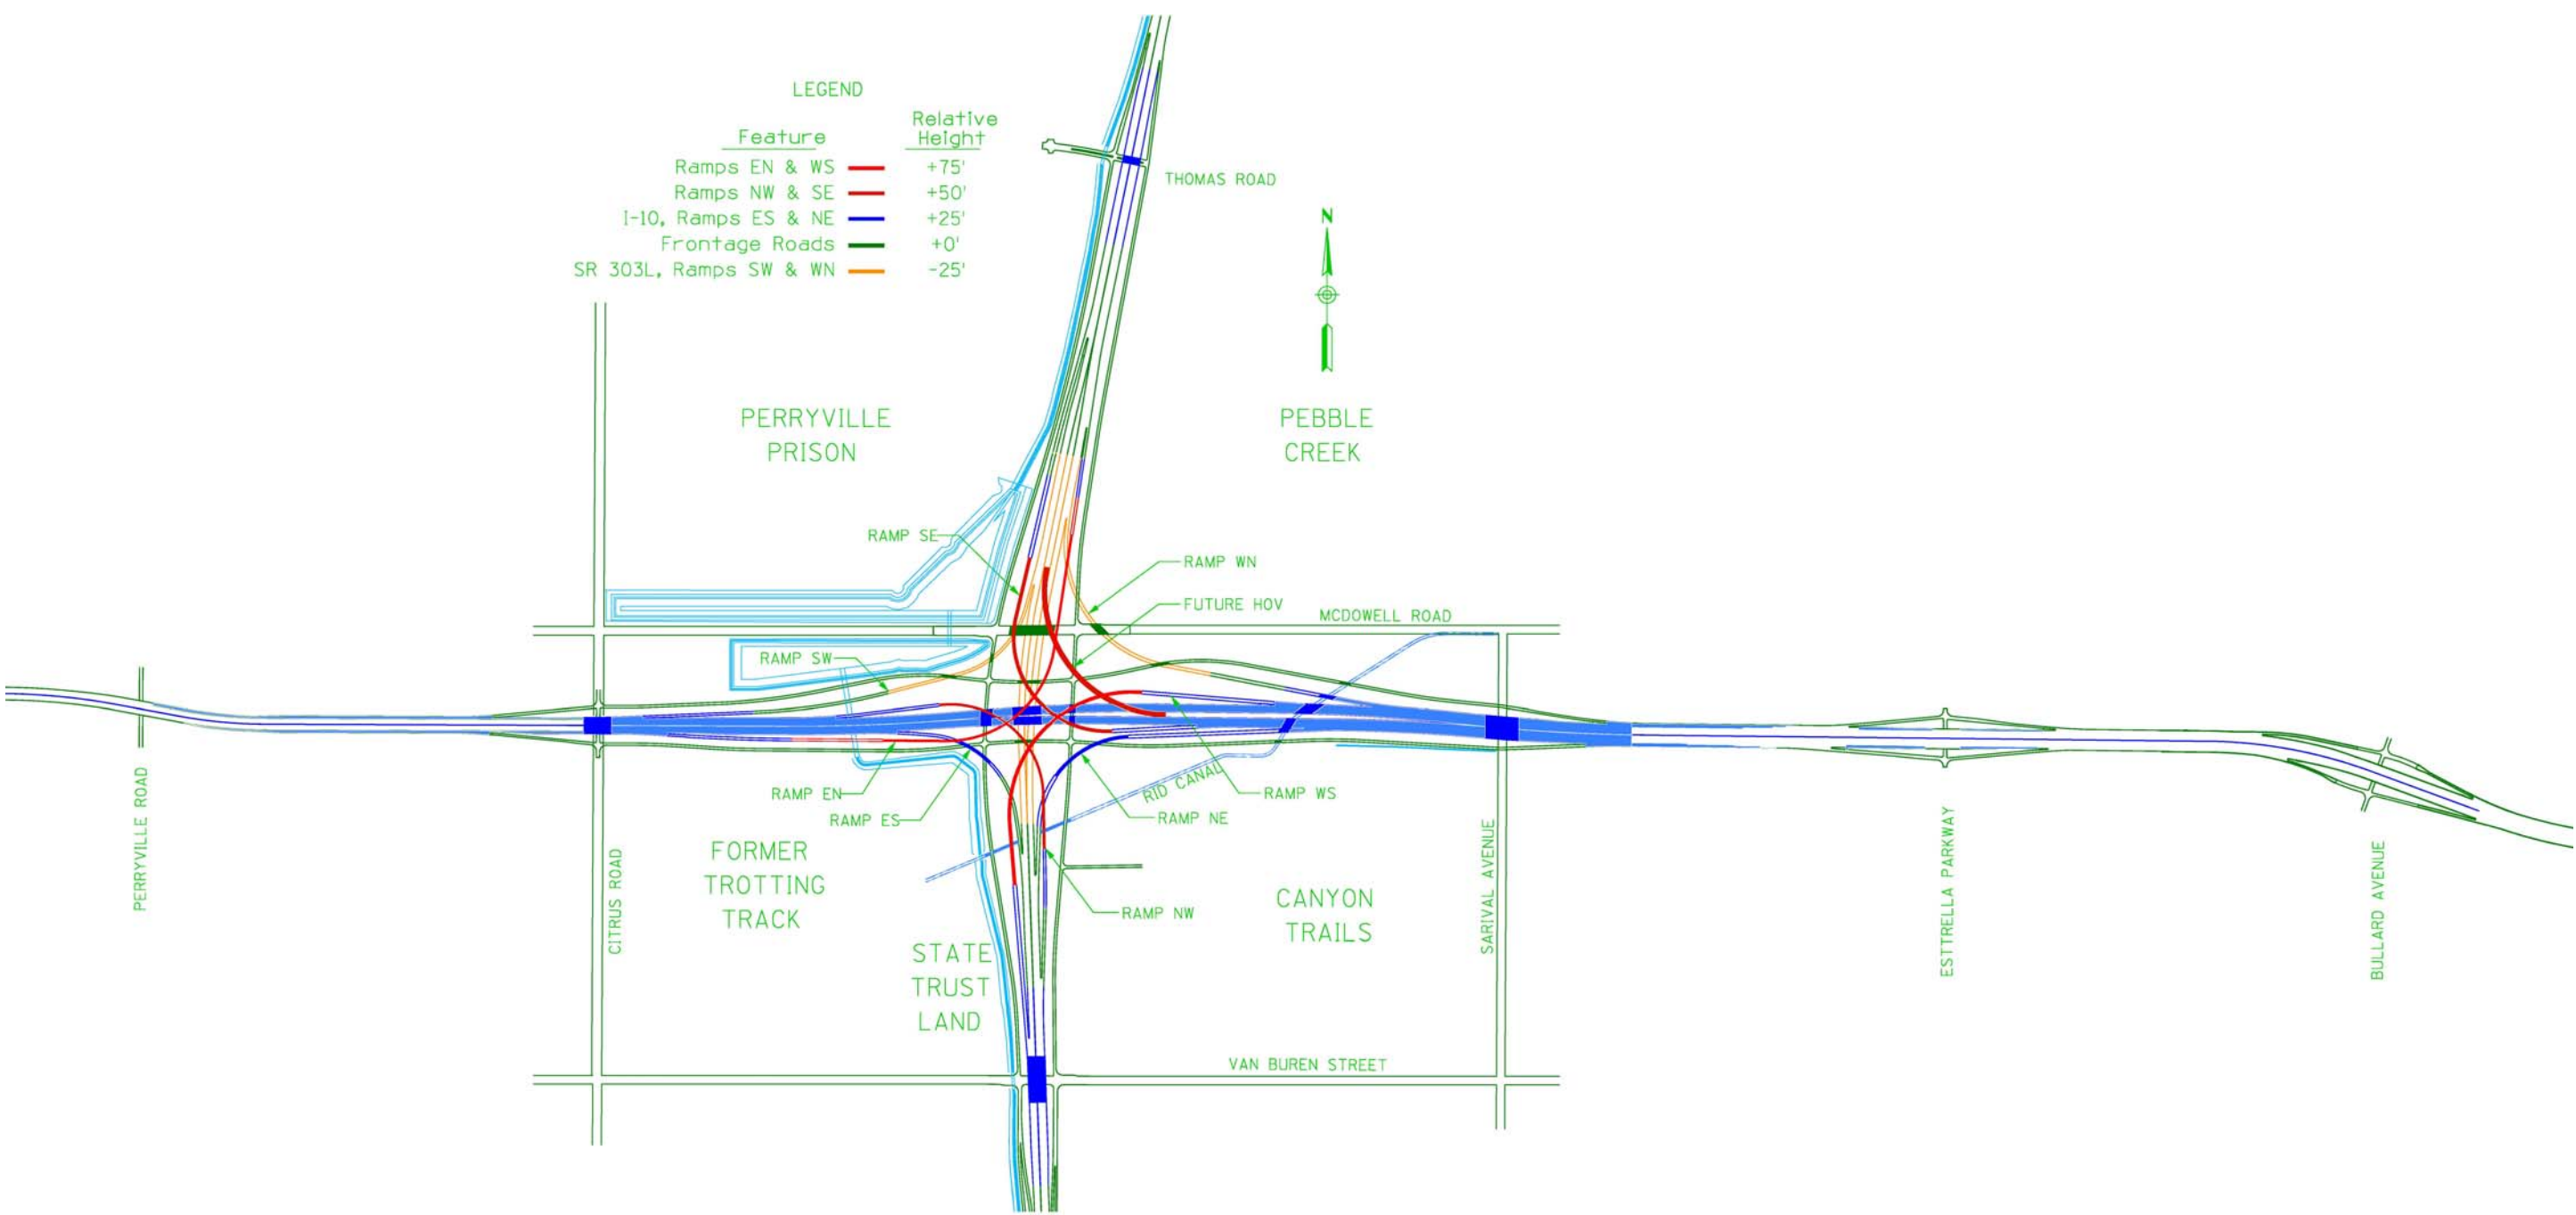 LEGEND
Feature Relative Height
Ramps EN & WS +75'
Ramps NW & SE +50'
I-10, Ramps ES & NE +25'
Frontage Roads +0'
SR 303L, Ramps SW & WN -25'
THOMAS ROAD
N
PERRYVILLE
PRISON
PEBBLE
CREEK
RAMP SE
RAMP WN
FUTURE HOV
MCDOWELL ROAD
RAMP SW
RAMP EN
RAMP ES
RID CANAL
RAMP WS
RAMP NE
PERRYVILLE ROAD
CITRUS ROAD
FORMER
TROTTING
TRACK
RAMP NW
CANYON
TRAILS
SARIVAL AVENUE
ESTTRELLA PARKWAY
BULLARD AVENUE
STATE
TRUST
LAND
VAN BUREN STREET